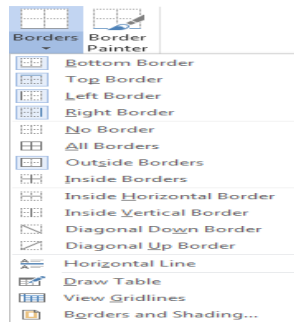 Borders Border
Painter
Bottom Border
Top Border
Left Border
Right Border
No Border
All Borders
Outside Borders
Inside Borders
Inside Horizontal Border
Inside Vertical Border
Diagonal Down Border
Diagonal Up Border
Horizontal Line
Draw Table
View Gridlines
Borders and Shading...